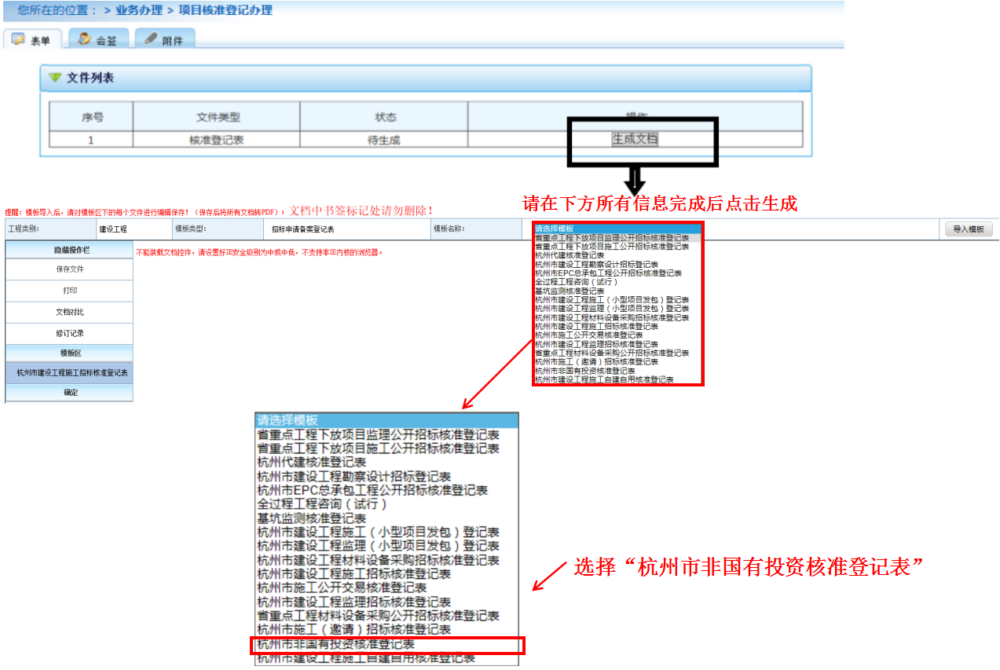 您所在的位置： > 业务办理 > 项目核准登记办理
表单 会签 附件
文件列表
序号 文件类型 状态 操作
1 核准登记表 待生成 生成文档
请在下方所有信息完成后点击生成
提醒：模板导入后，请对模板区下的每个文件进行编辑保存！（保存后将所有文档转PDF）；文档中书签标记处请勿删除！
工程类别： 建设工程 模板类型： 招标申请备案登记表 模板名称： 请选择模板 导入模板
省重点工程下放项目监理公开招标核准登记表
省重点工程下放项目施工公开招标核准登记表
杭州代建核准登记表
杭州市建设工程勘察设计招标登记表
杭州市EPC总承包工程公开招标核准登记表
全过程工程咨询（试行）
基坑监测核准登记表
杭州市建设工程施工（小型项目发包）登记表
杭州市建设工程监理（小型项目发包）登记表
杭州市建设工程材料设备采购招标核准登记表
杭州市建设工程施工招标核准登记表
杭州市施工公开交易核准登记表
杭州市建设工程监理招标核准登记表
省重点工程材料设备采购公开招标核准登记表
杭州市施工（邀请）招标核准登记表
杭州市非国有投资核准登记表
杭州市建设工程施工自建自用核准登记表
隐藏操作栏
不能装载文档控件，请设置好IE安全级别为中或中低，不支持非IE内核的浏览器。
保存文件
打印
文档对比
修订记录
模板区
杭州市建设工程施工招标核准登记表
确定
请选择模板
省重点工程下放项目监理公开招标核准登记表
省重点工程下放项目施工公开招标核准登记表
杭州代建核准登记表
杭州市建设工程勘察设计招标登记表
杭州市EPC总承包工程公开招标核准登记表
全过程工程咨询（试行）
基坑监测核准登记表
杭州市建设工程施工（小型项目发包）登记表
杭州市建设工程监理（小型项目发包）登记表
杭州市建设工程材料设备采购招标核准登记表
杭州市建设工程施工招标核准登记表
杭州市施工公开交易核准登记表
杭州市建设工程监理招标核准登记表
省重点工程材料设备采购公开招标核准登记表
杭州市施工（邀请）招标核准登记表
杭州市非国有投资核准登记表
杭州市建设工程施工自建自用核准登记表
选择“杭州市非国有投资核准登记表”